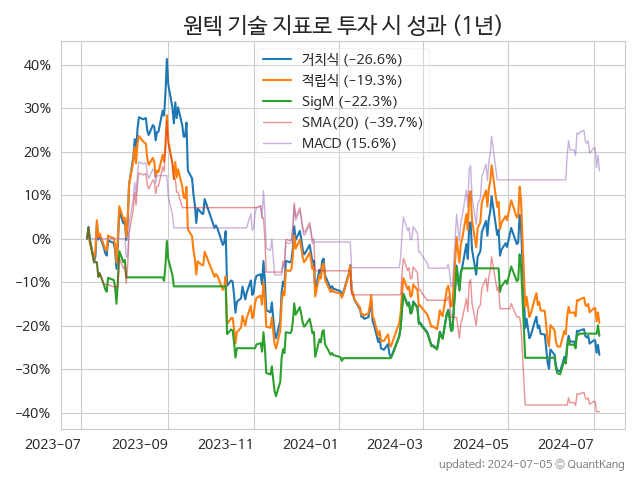 원텍 기술 지표로 투자 시 성과 (1년)
거치식 (−26.6%)
적립식 (−19.3%)
SigM (−22.3%)
SMA(20) (−39.7%)
MACD (15.6%)
40%
30%
20%
10%
0%
−10%
−20%
−30%
−40%
2023-07 2023-09 2023-11 2024-01 2024-03 2024-05 2024-07
updated: 2024-07-05 © QuantKang